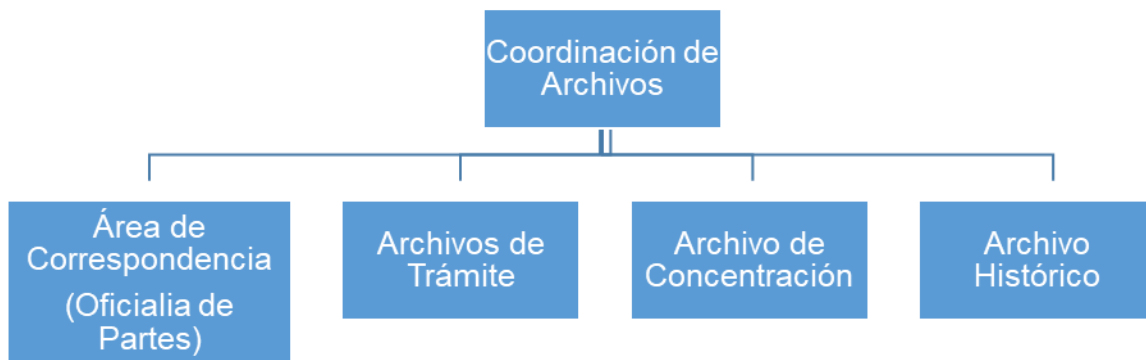 Coordinación de
Archivos
Área de
Correspondencia
(Oficialia de
Partes)
Archivos de
Trámite
Archivo de
Concentración
Archivo
Histórico